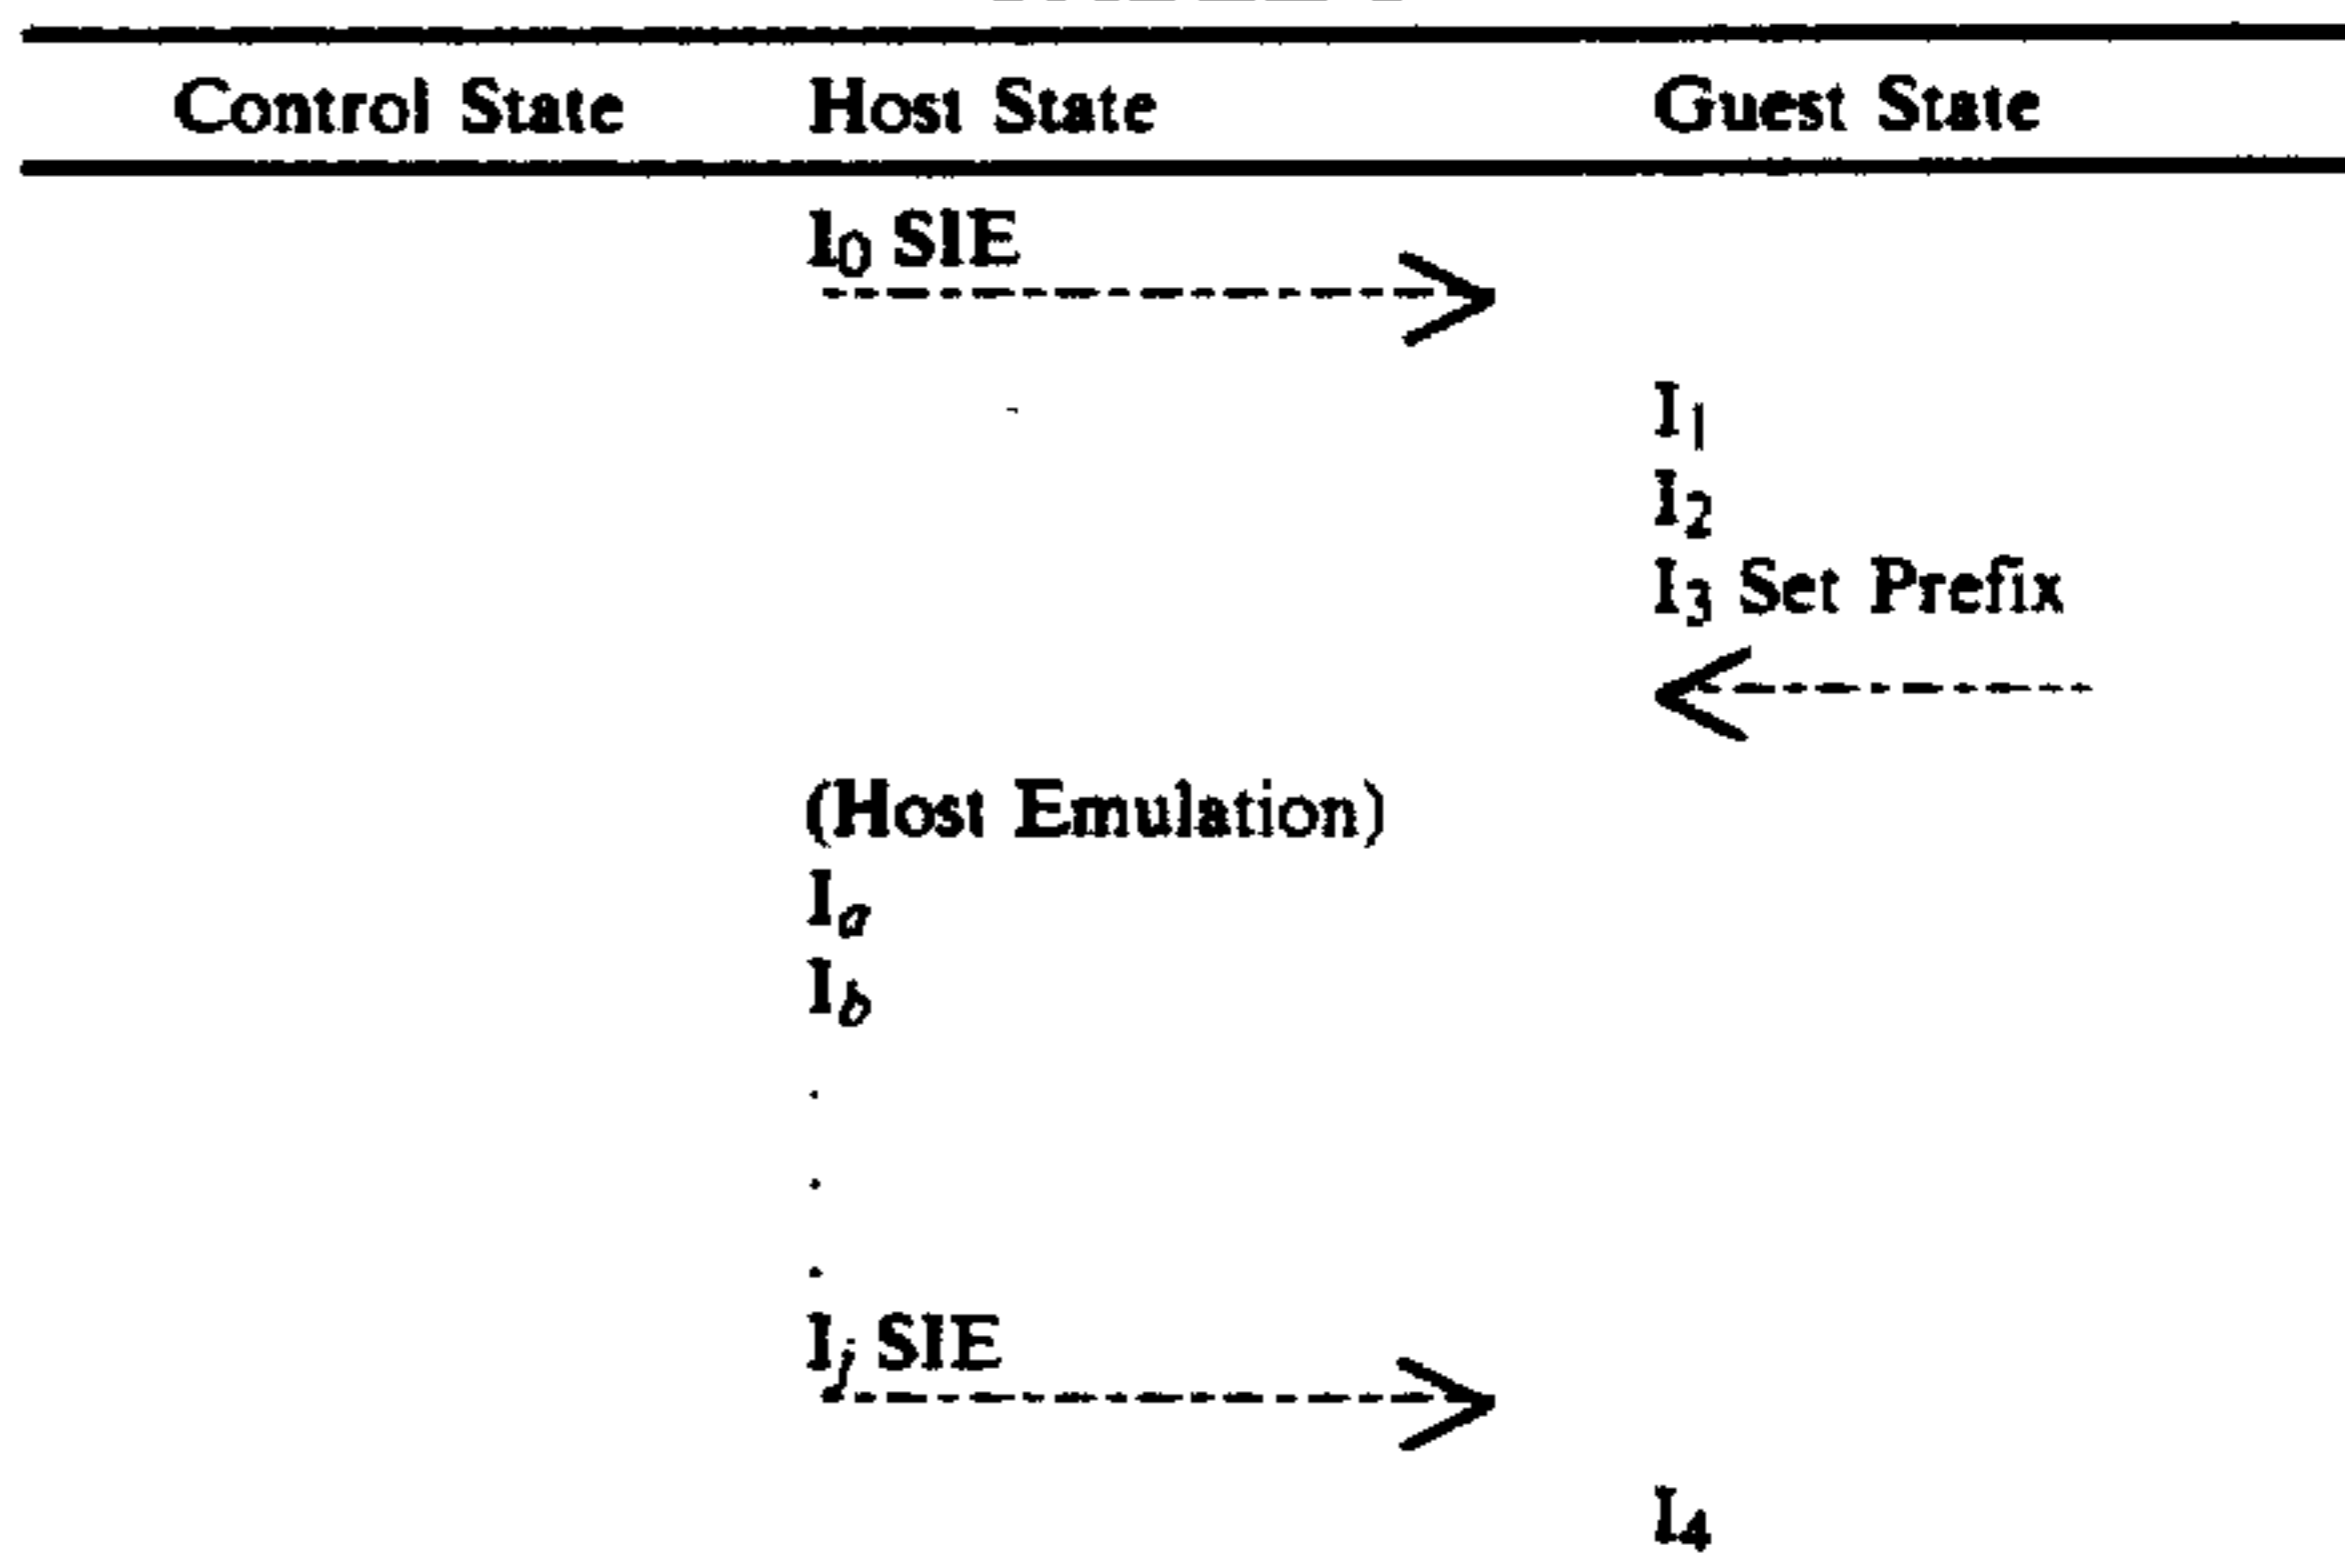 Control State Host State Guest State
I0 SIE
I1
I2
I3 Set Prefix
(Host Emulation)
Ia
Ib
.
.
.
Ij SIE
I4